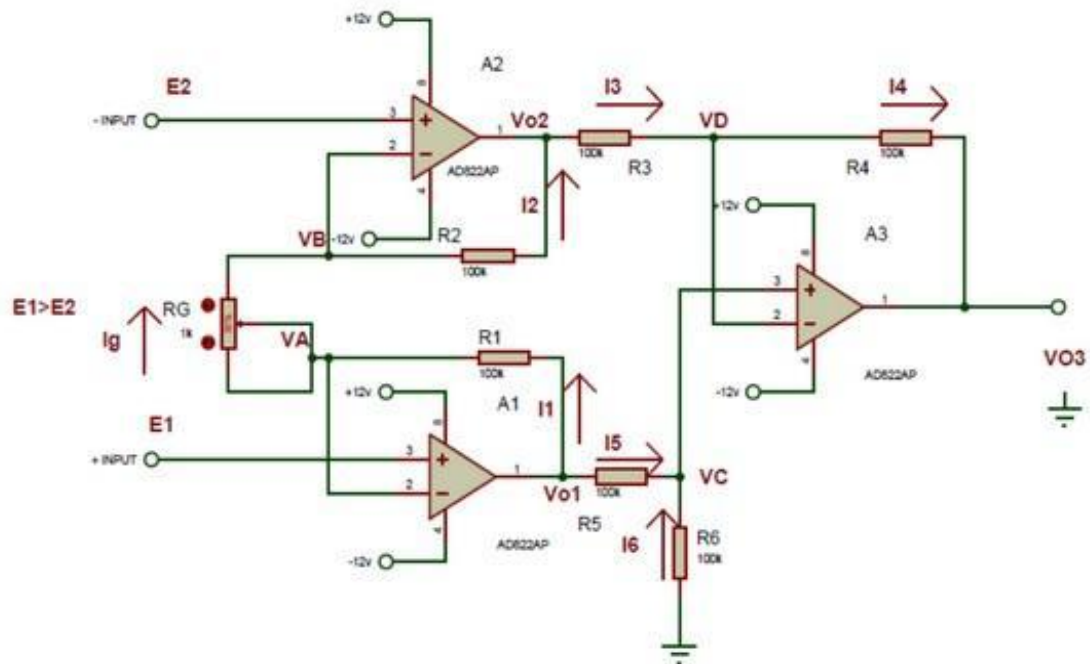 +12v
A2
E2
- INPUT
8
3
2
1
4
AD822AP
Vo2
I3
100k
R3
VD
I4
100k
R4
VB
-12v
R2
100k
I2
+12v
A3
8
3
2
1
4
AD822AP
-12v
VO3
E1>E2
Ig
RG
1k
VA
R1
100k
+12v
A1
I1
E1
+ INPUT
8
3
2
1
4
AD822AP
-12v
Vo1
I5
100k
R5
VC
I6
R6
100k